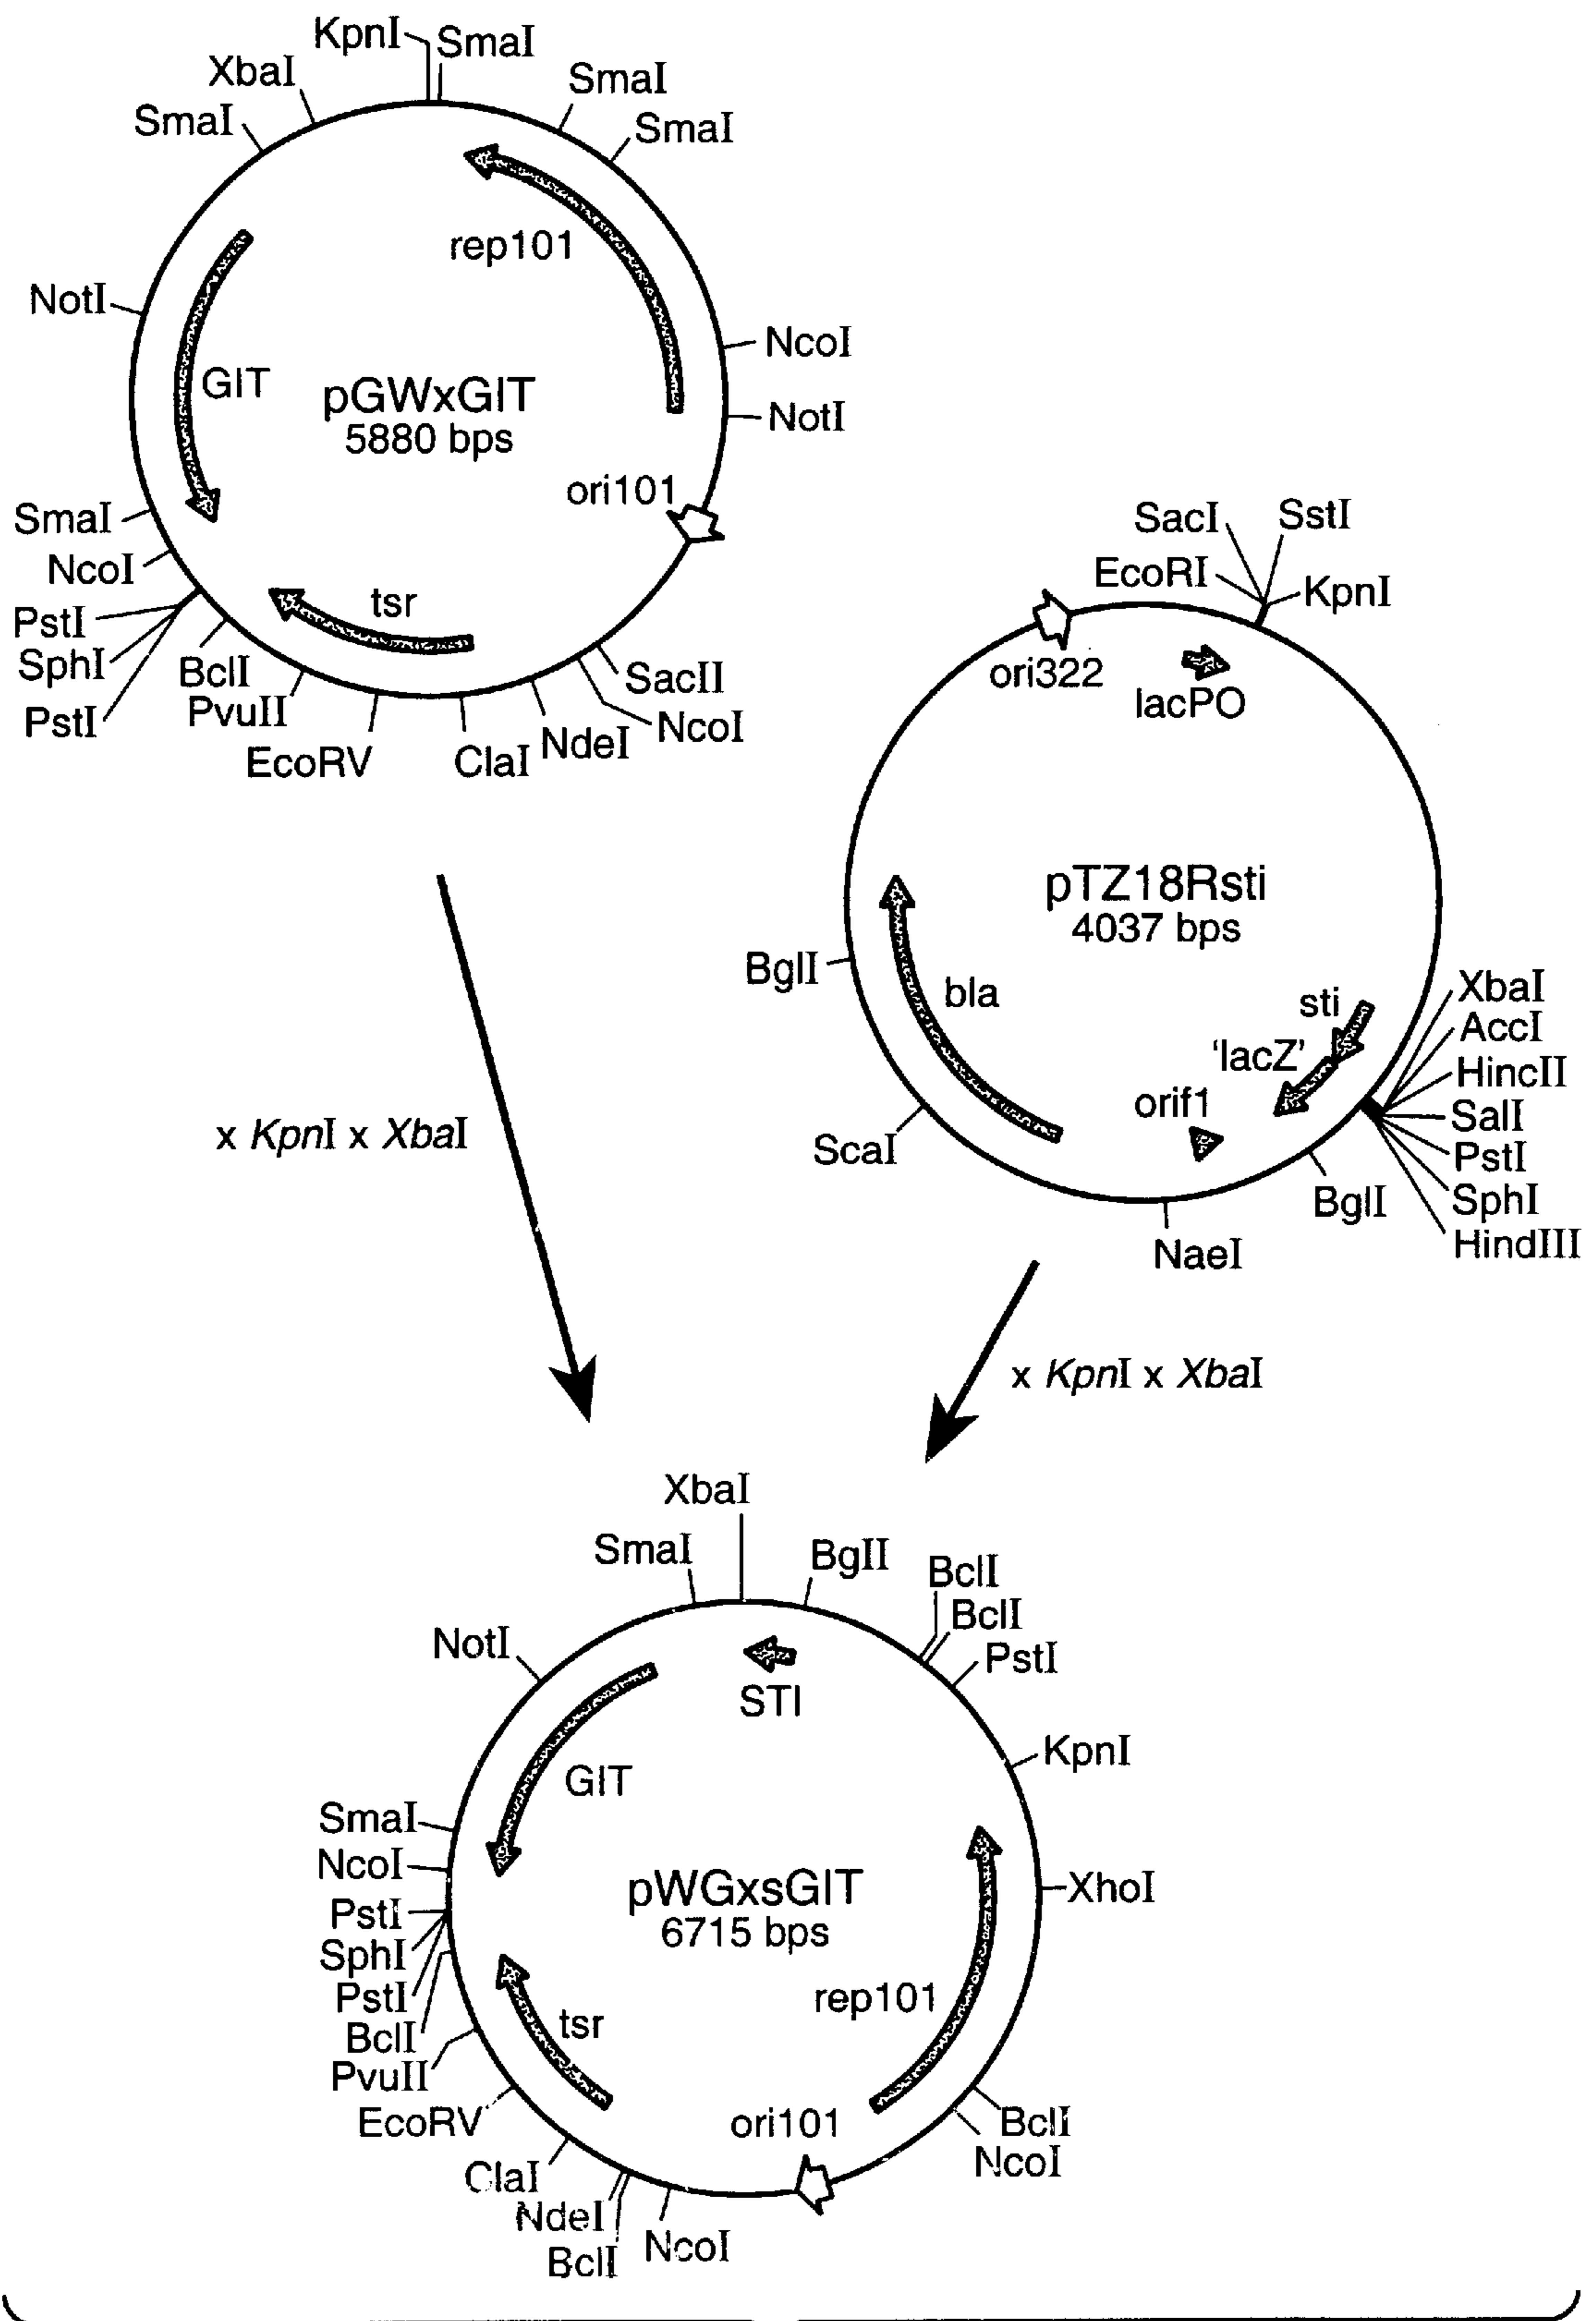 KpnI
SmaI
XbaI
SmaI
SmaI
SmaI
rep101
NotI
NcoI
GIT
pGWxGIT
5880 bps
NotI
ori101
SmaI
NcoI
tsr
PstI
SphI
PstI
BclI
PvuII
EcoRV
ClaI
NdeI
NcoI
SacII
SacI
SstI
EcoRI
KpnI
ori322
lacPO
pTZ18Rsti
4037 bps
BglI
bla
sti
'lacZ'
orif1
XbaI
AccI
HincII
SalI
PstI
SphI
HindIII
ScaI
BglI
NaeI
x KpnI x XbaI
x KpnI x XbaI
XbaI
SmaI
BglI
BclI
BclI
PstI
NotI
STI
KpnI
GIT
SmaI
NcoI
pWGxsGIT
6715 bps
XhoI
PstI
SphI
PstI
BclI
PvuII
tsr
rep101
EcoRV
ori101
BclI
NcoI
ClaI
NdeI
BclI
NcoI